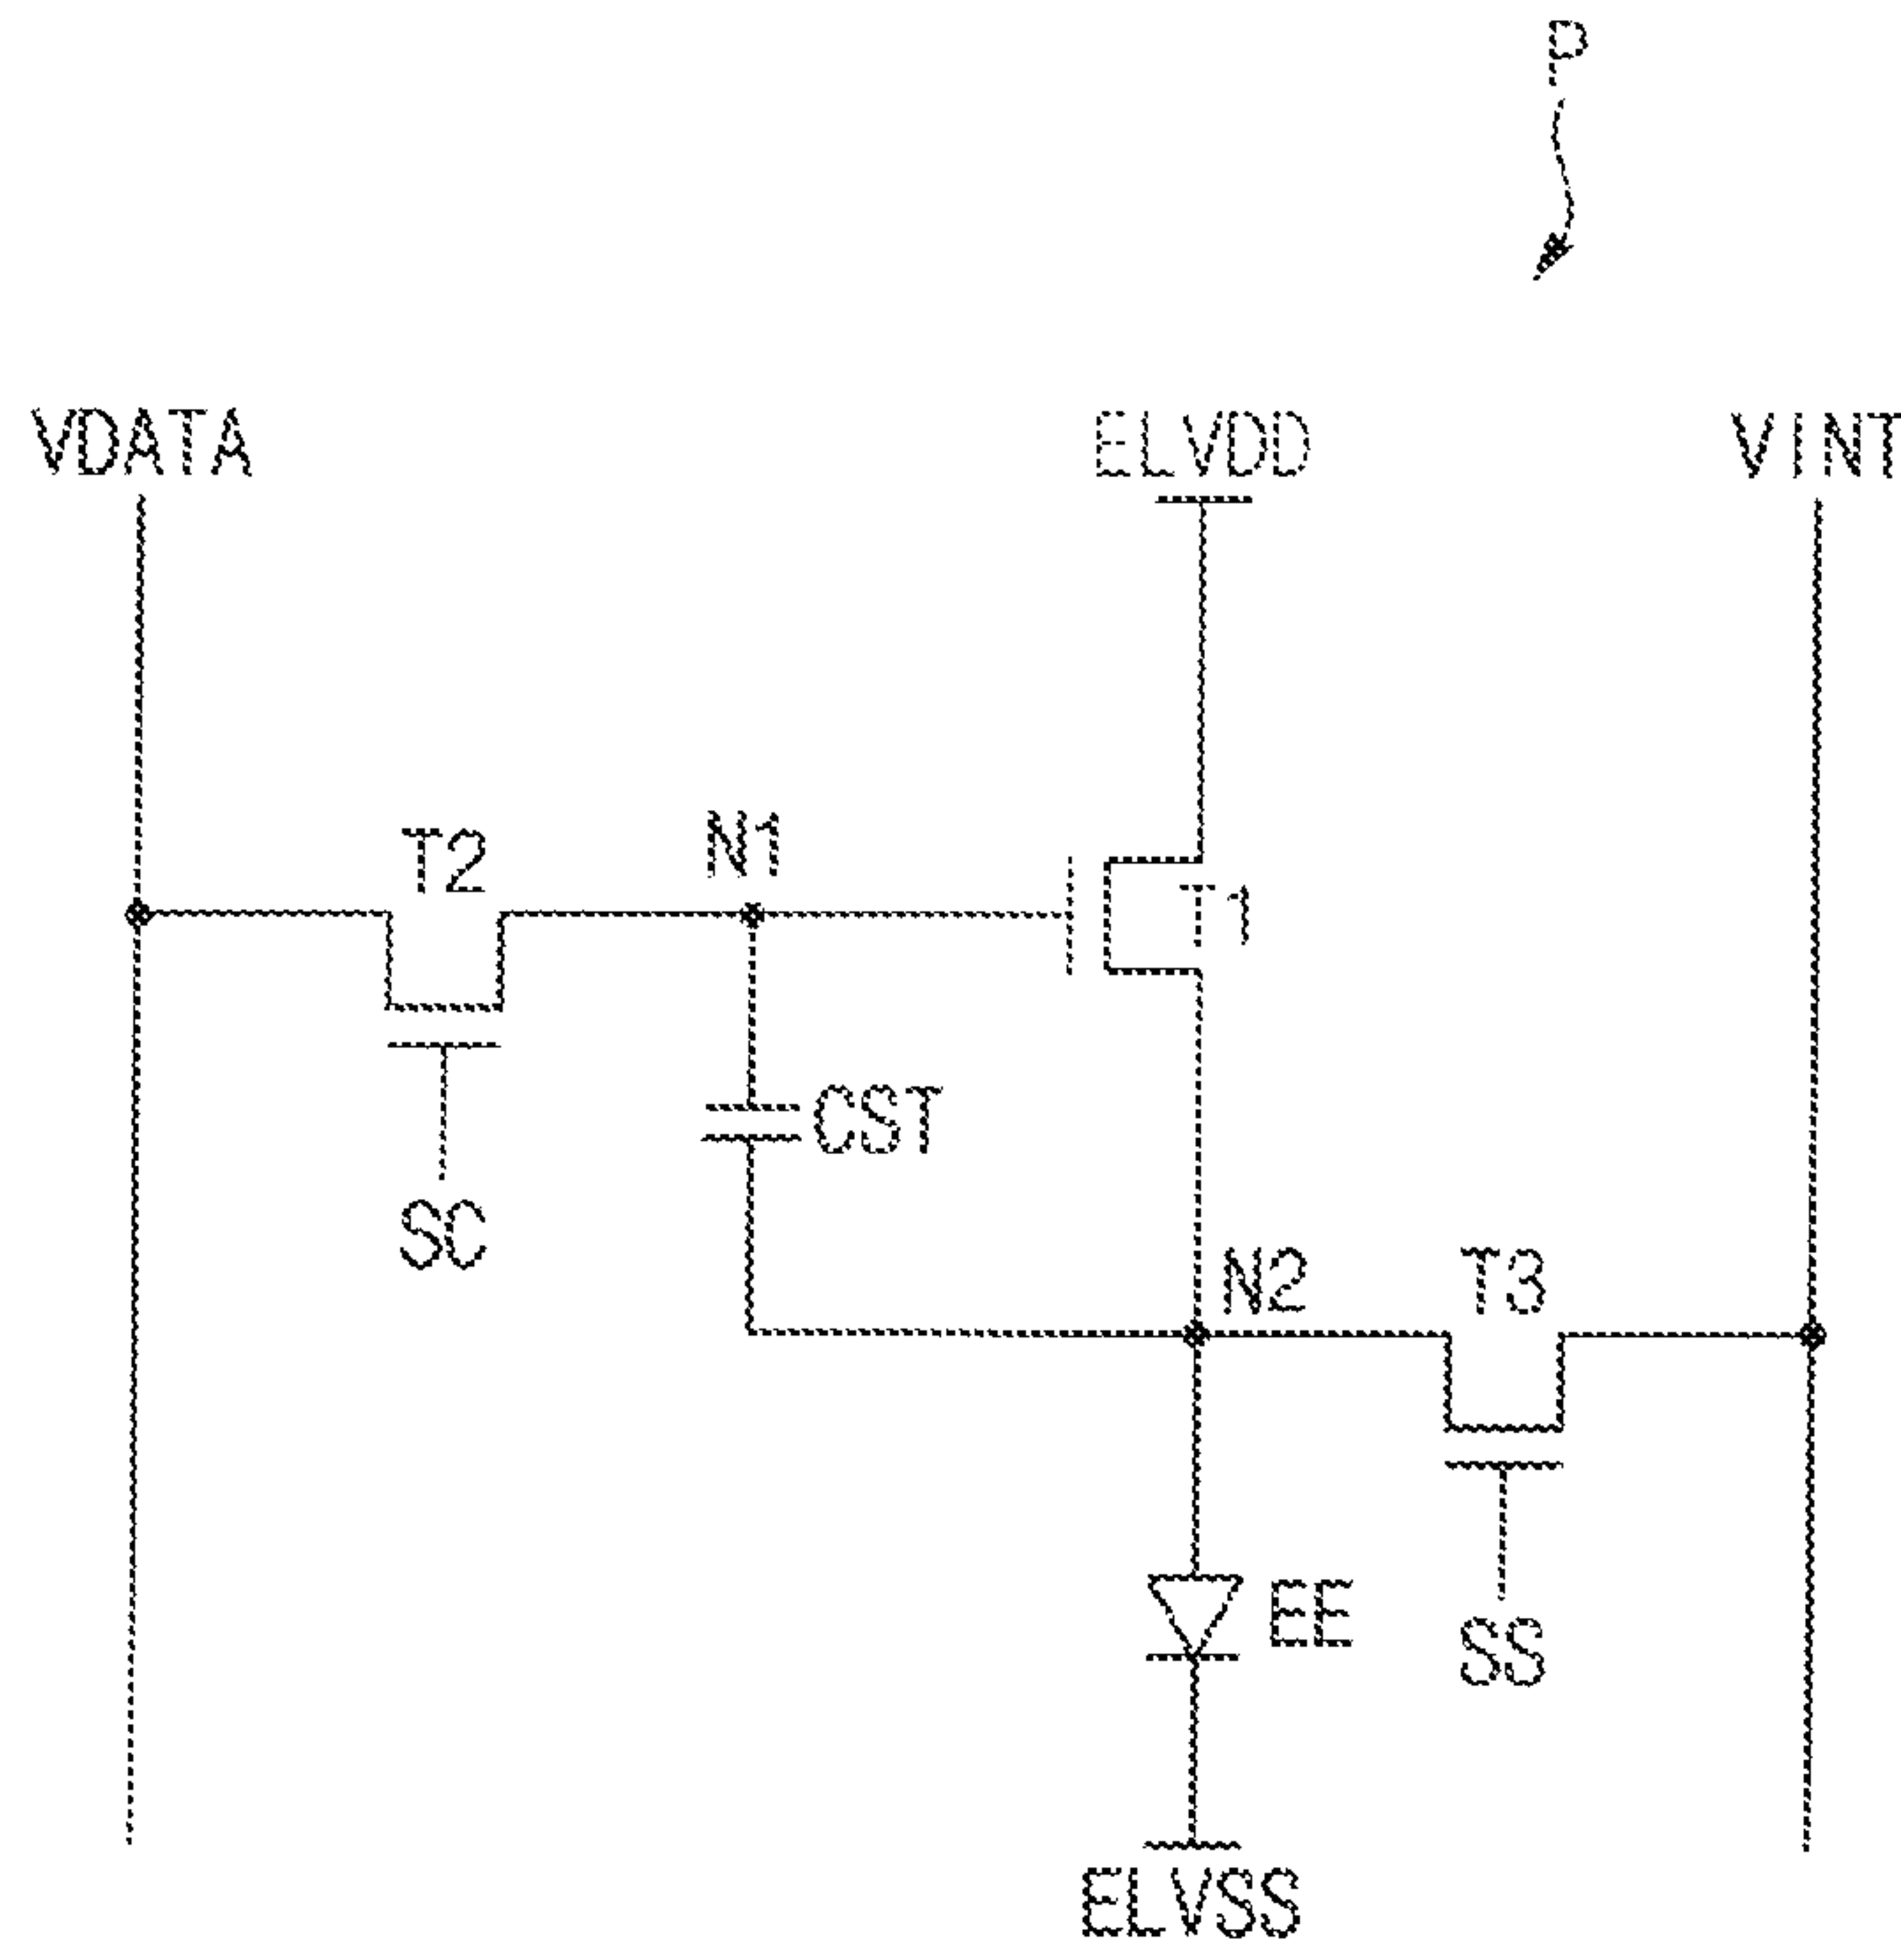 P
VDATA
ELVDD
VINT
T2
N1
T1
CST
SC
N2
T3
EE
SS
ELVSS